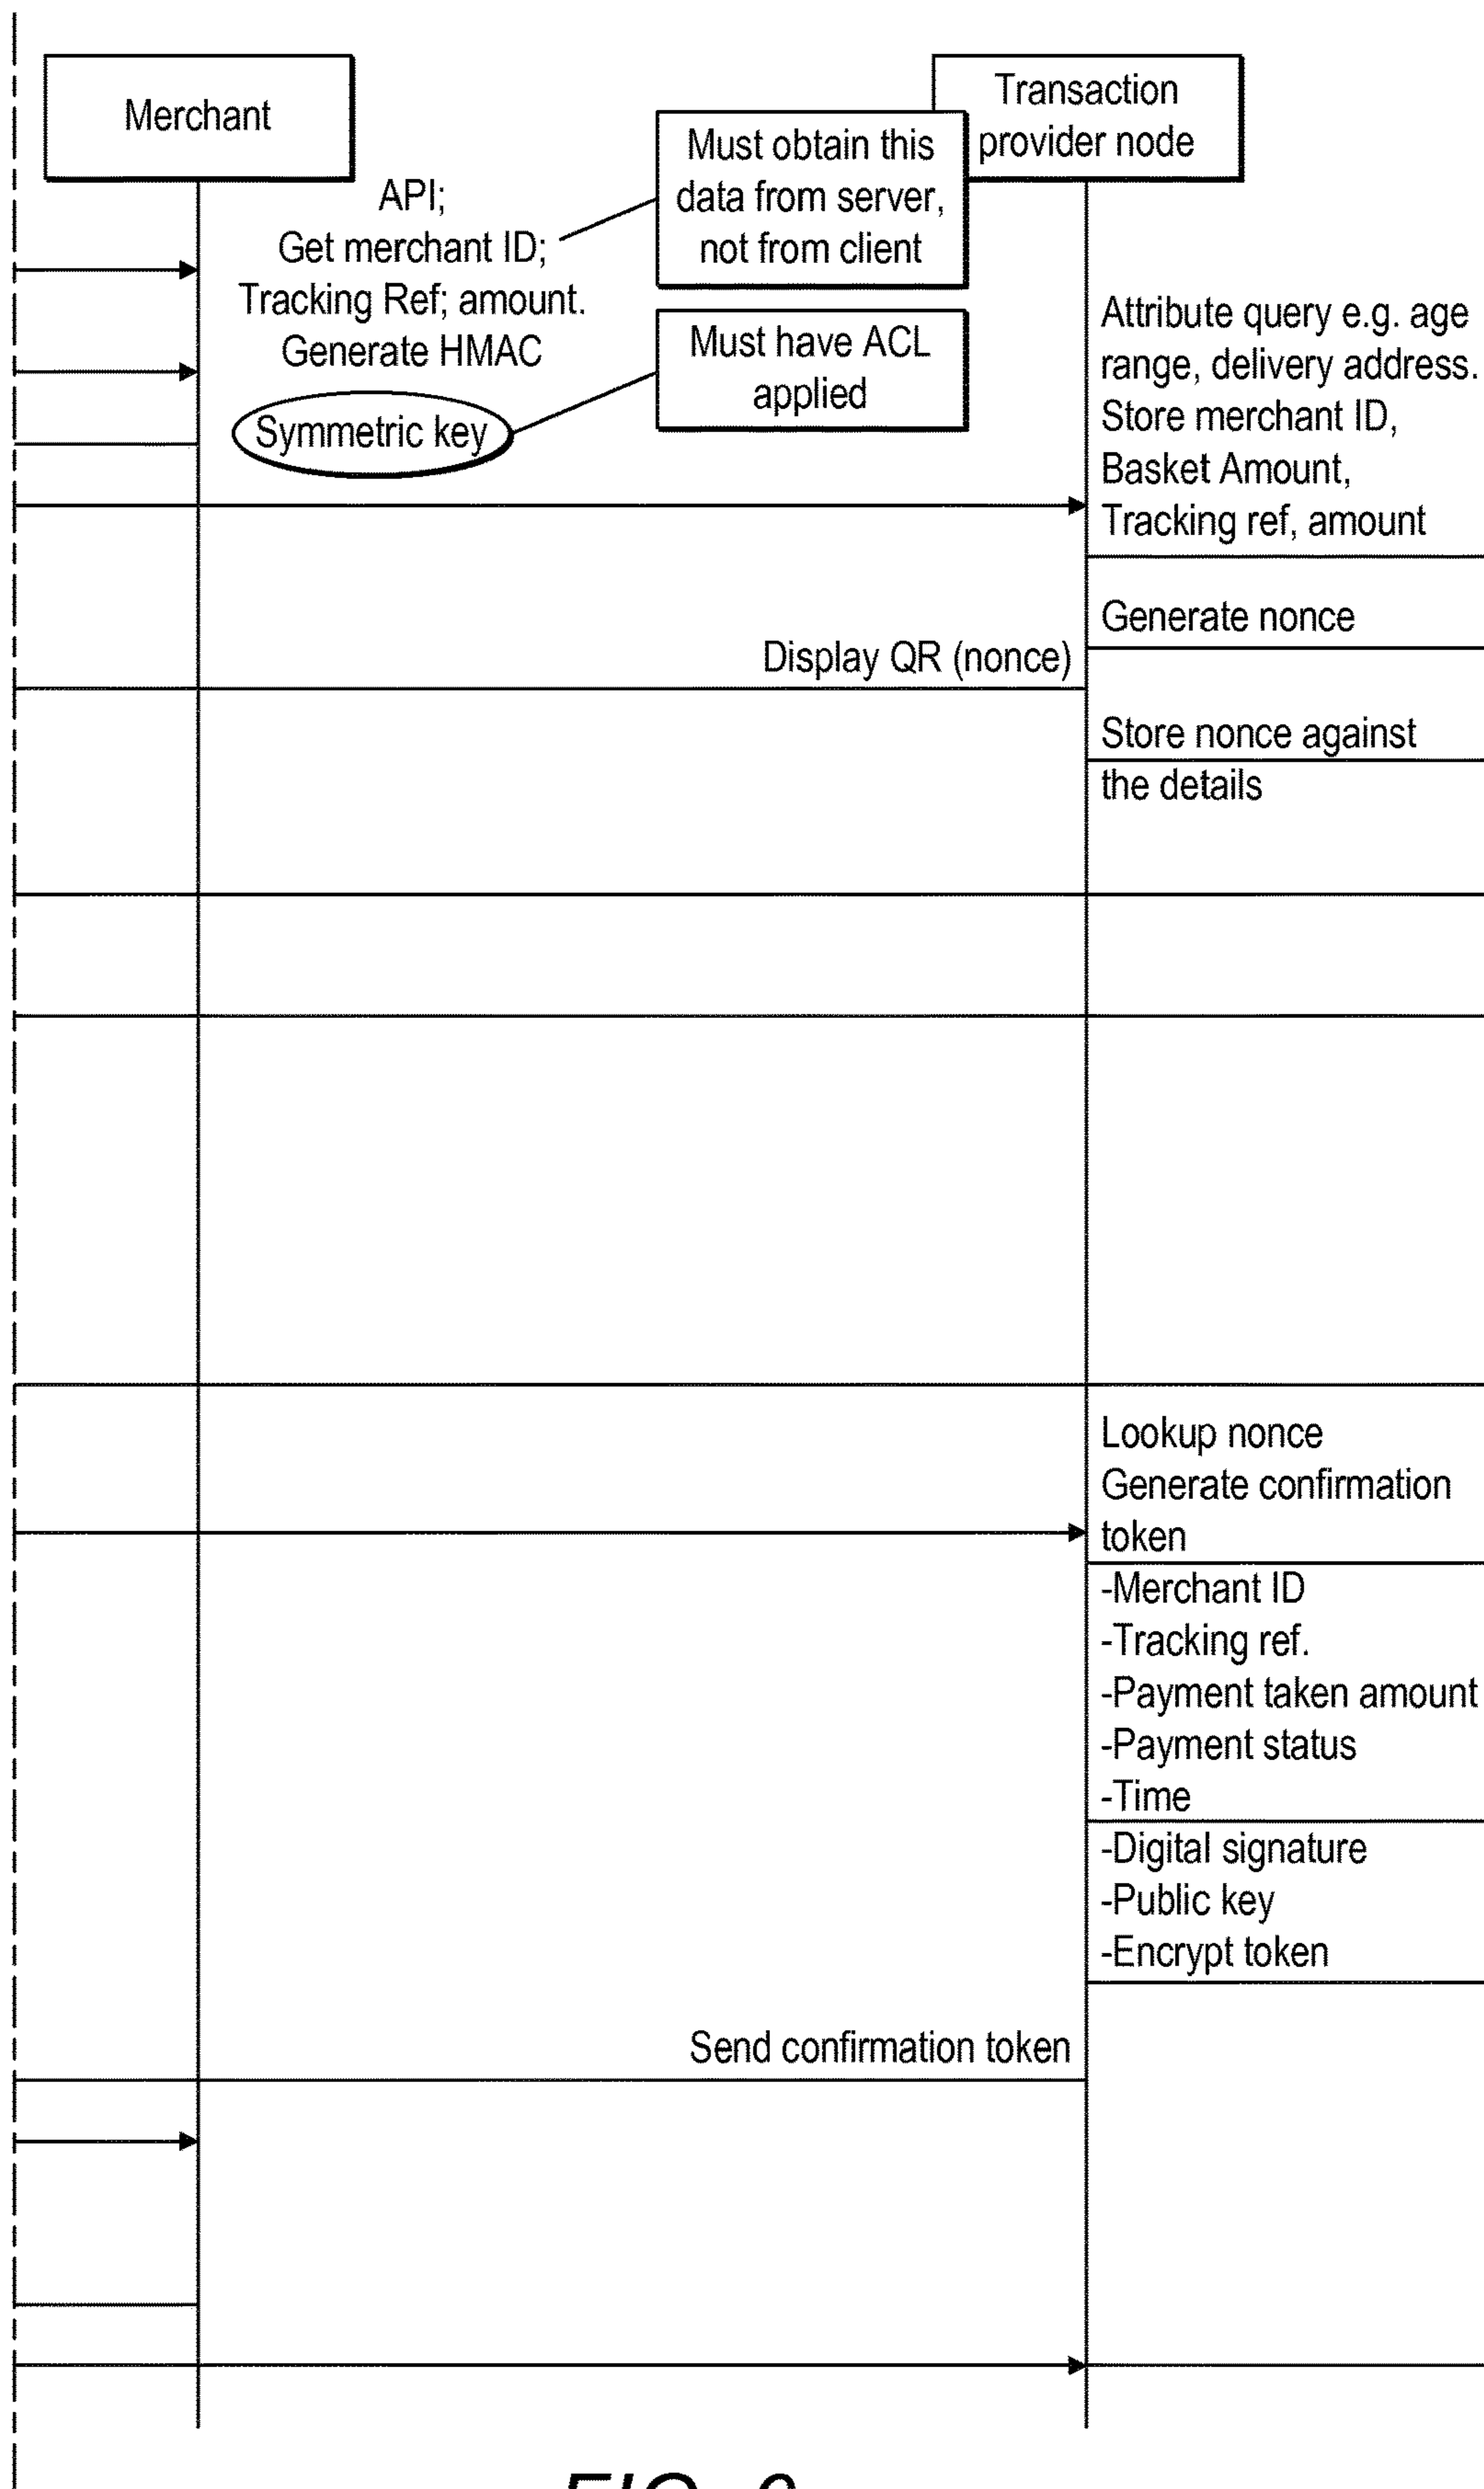 Merchant
Transaction
provider node
Must obtain this
data from server,
not from client
API;
Get merchant ID;
Tracking Ref; amount.
Generate HMAC
Must have ACL
applied
Symmetric key
Attribute query e.g. age
range, delivery address.
Store merchant ID,
Basket Amount,
Tracking ref, amount
Generate nonce
Display QR (nonce)
Store nonce against
the details
Lookup nonce
Generate confirmation
token
-Merchant ID
-Tracking ref.
-Payment taken amount
-Payment status
-Time
-Digital signature
-Public key
-Encrypt token
Send confirmation token
FIG.